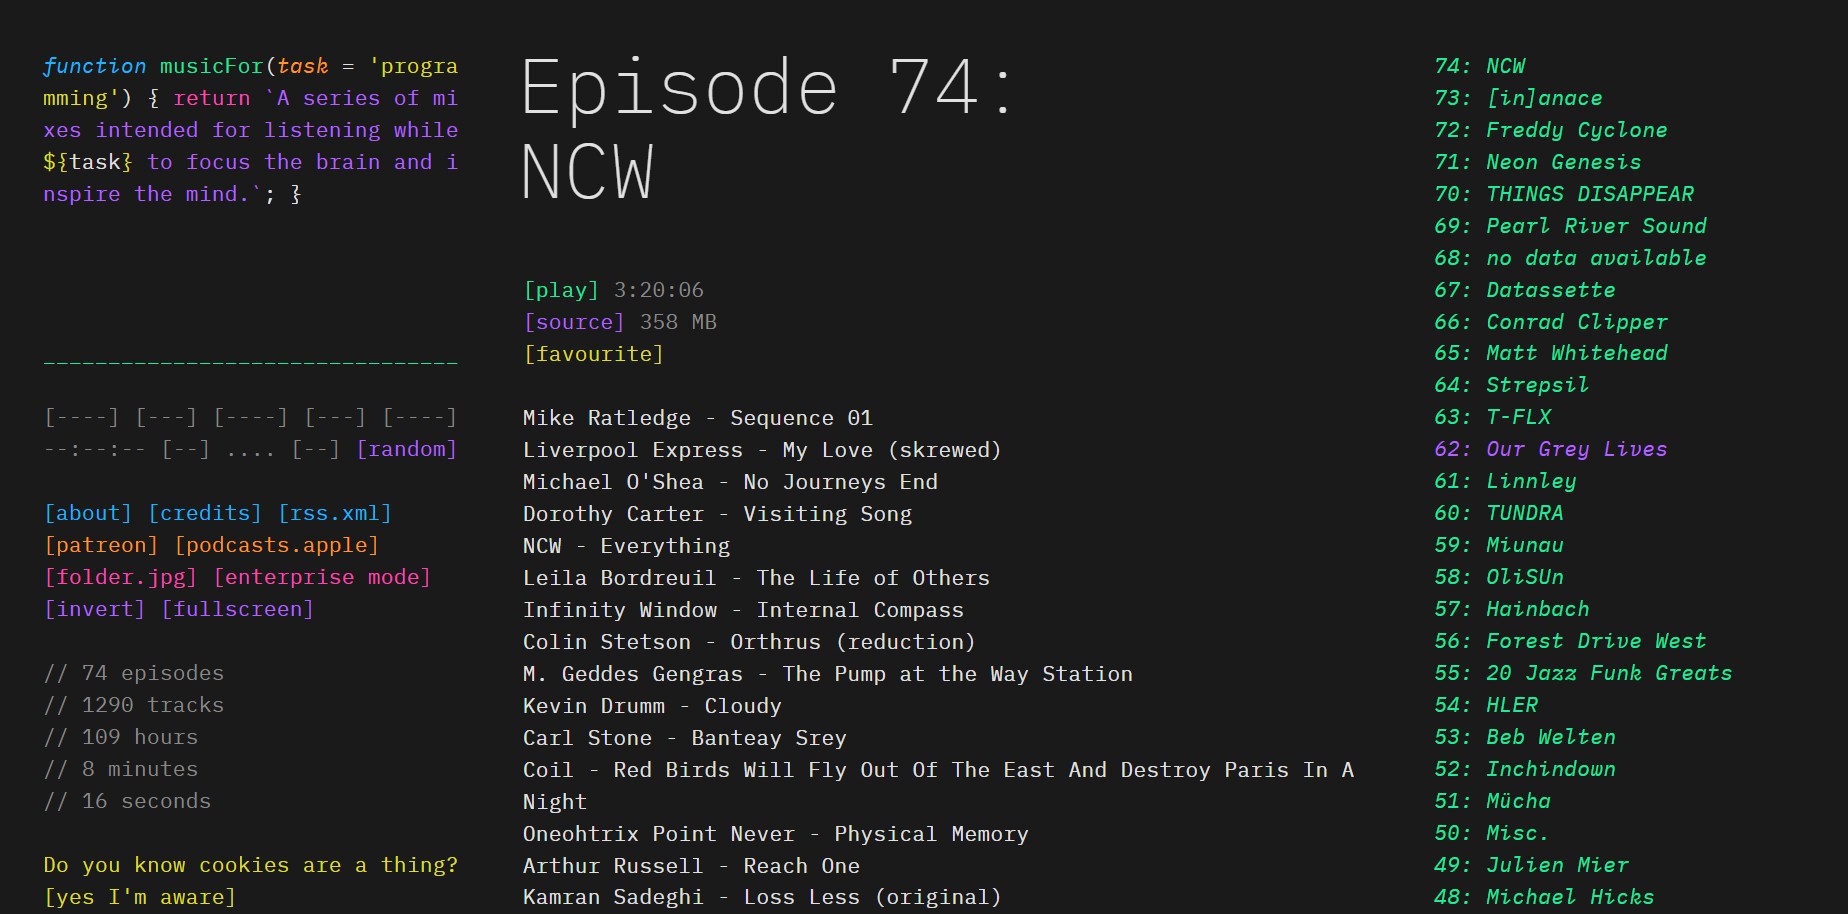 function musicFor(task = 'progra
mming') { return `A series of mi
xes intended for listening while
${task} to focus the brain and i
nspire the mind.`; }
________________________________
[----] [---] [----] [---] [----]
--:--:-- [--] .... [--] [random]
[about] [credits] [rss.xml]
[patreon] [podcasts.apple]
[folder.jpg] [enterprise mode]
[invert] [fullscreen]
// 74 episodes
// 1290 tracks
// 109 hours
// 8 minutes
// 16 seconds
Do you know cookies are a thing?
[yes I'm aware]
Episode 74:
NCW
[play] 3:20:06
[source] 358 MB
[favourite]
Mike Ratledge - Sequence 01
Liverpool Express - My Love (skrewed)
Michael O'Shea - No Journeys End
Dorothy Carter - Visiting Song
NCW - Everything
Leila Bordreuil - The Life of Others
Infinity Window - Internal Compass
Colin Stetson - Orthrus (reduction)
M. Geddes Gengras - The Pump at the Way Station
Kevin Drumm - Cloudy
Carl Stone - Banteay Srey
Coil - Red Birds Will Fly Out Of The East And Destroy Paris In A
Night
Oneohtrix Point Never - Physical Memory
Arthur Russell - Reach One
Kamran Sadeghi - Loss Less (original)
74: NCW
73: [in]anace
72: Freddy Cyclone
71: Neon Genesis
70: THINGS DISAPPEAR
69: Pearl River Sound
68: no data available
67: Datassette
66: Conrad Clipper
65: Matt Whitehead
64: Strepsil
63: T-FLX
62: Our Grey Lives
61: Linnley
60: TUNDRA
59: Miunau
58: OliSUn
57: Hainbach
56: Forest Drive West
55: 20 Jazz Funk Greats
54: HLER
53: Beb Welten
52: Inchindown
51: Mücha
50: Misc.
49: Julien Mier
48: Michael Hicks